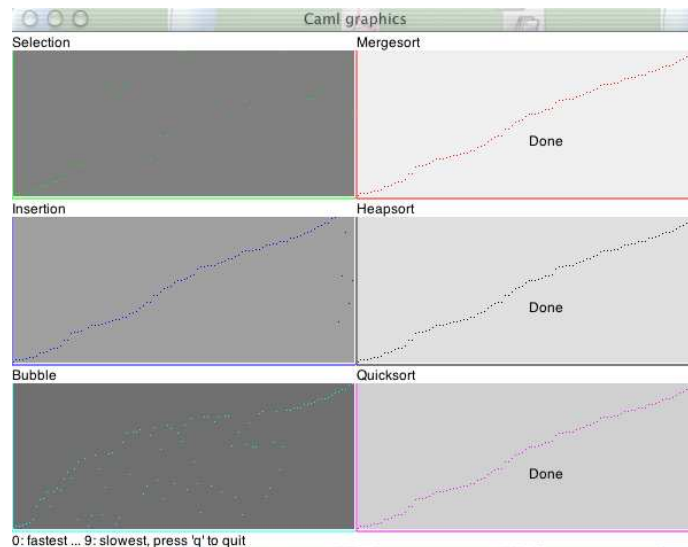 Caml graphics
Selection
Mergesort
Done
Insertion
Heapsort
Done
Bubble
Quicksort
Done
0: fastest ... 9: slowest, press 'q' to quit